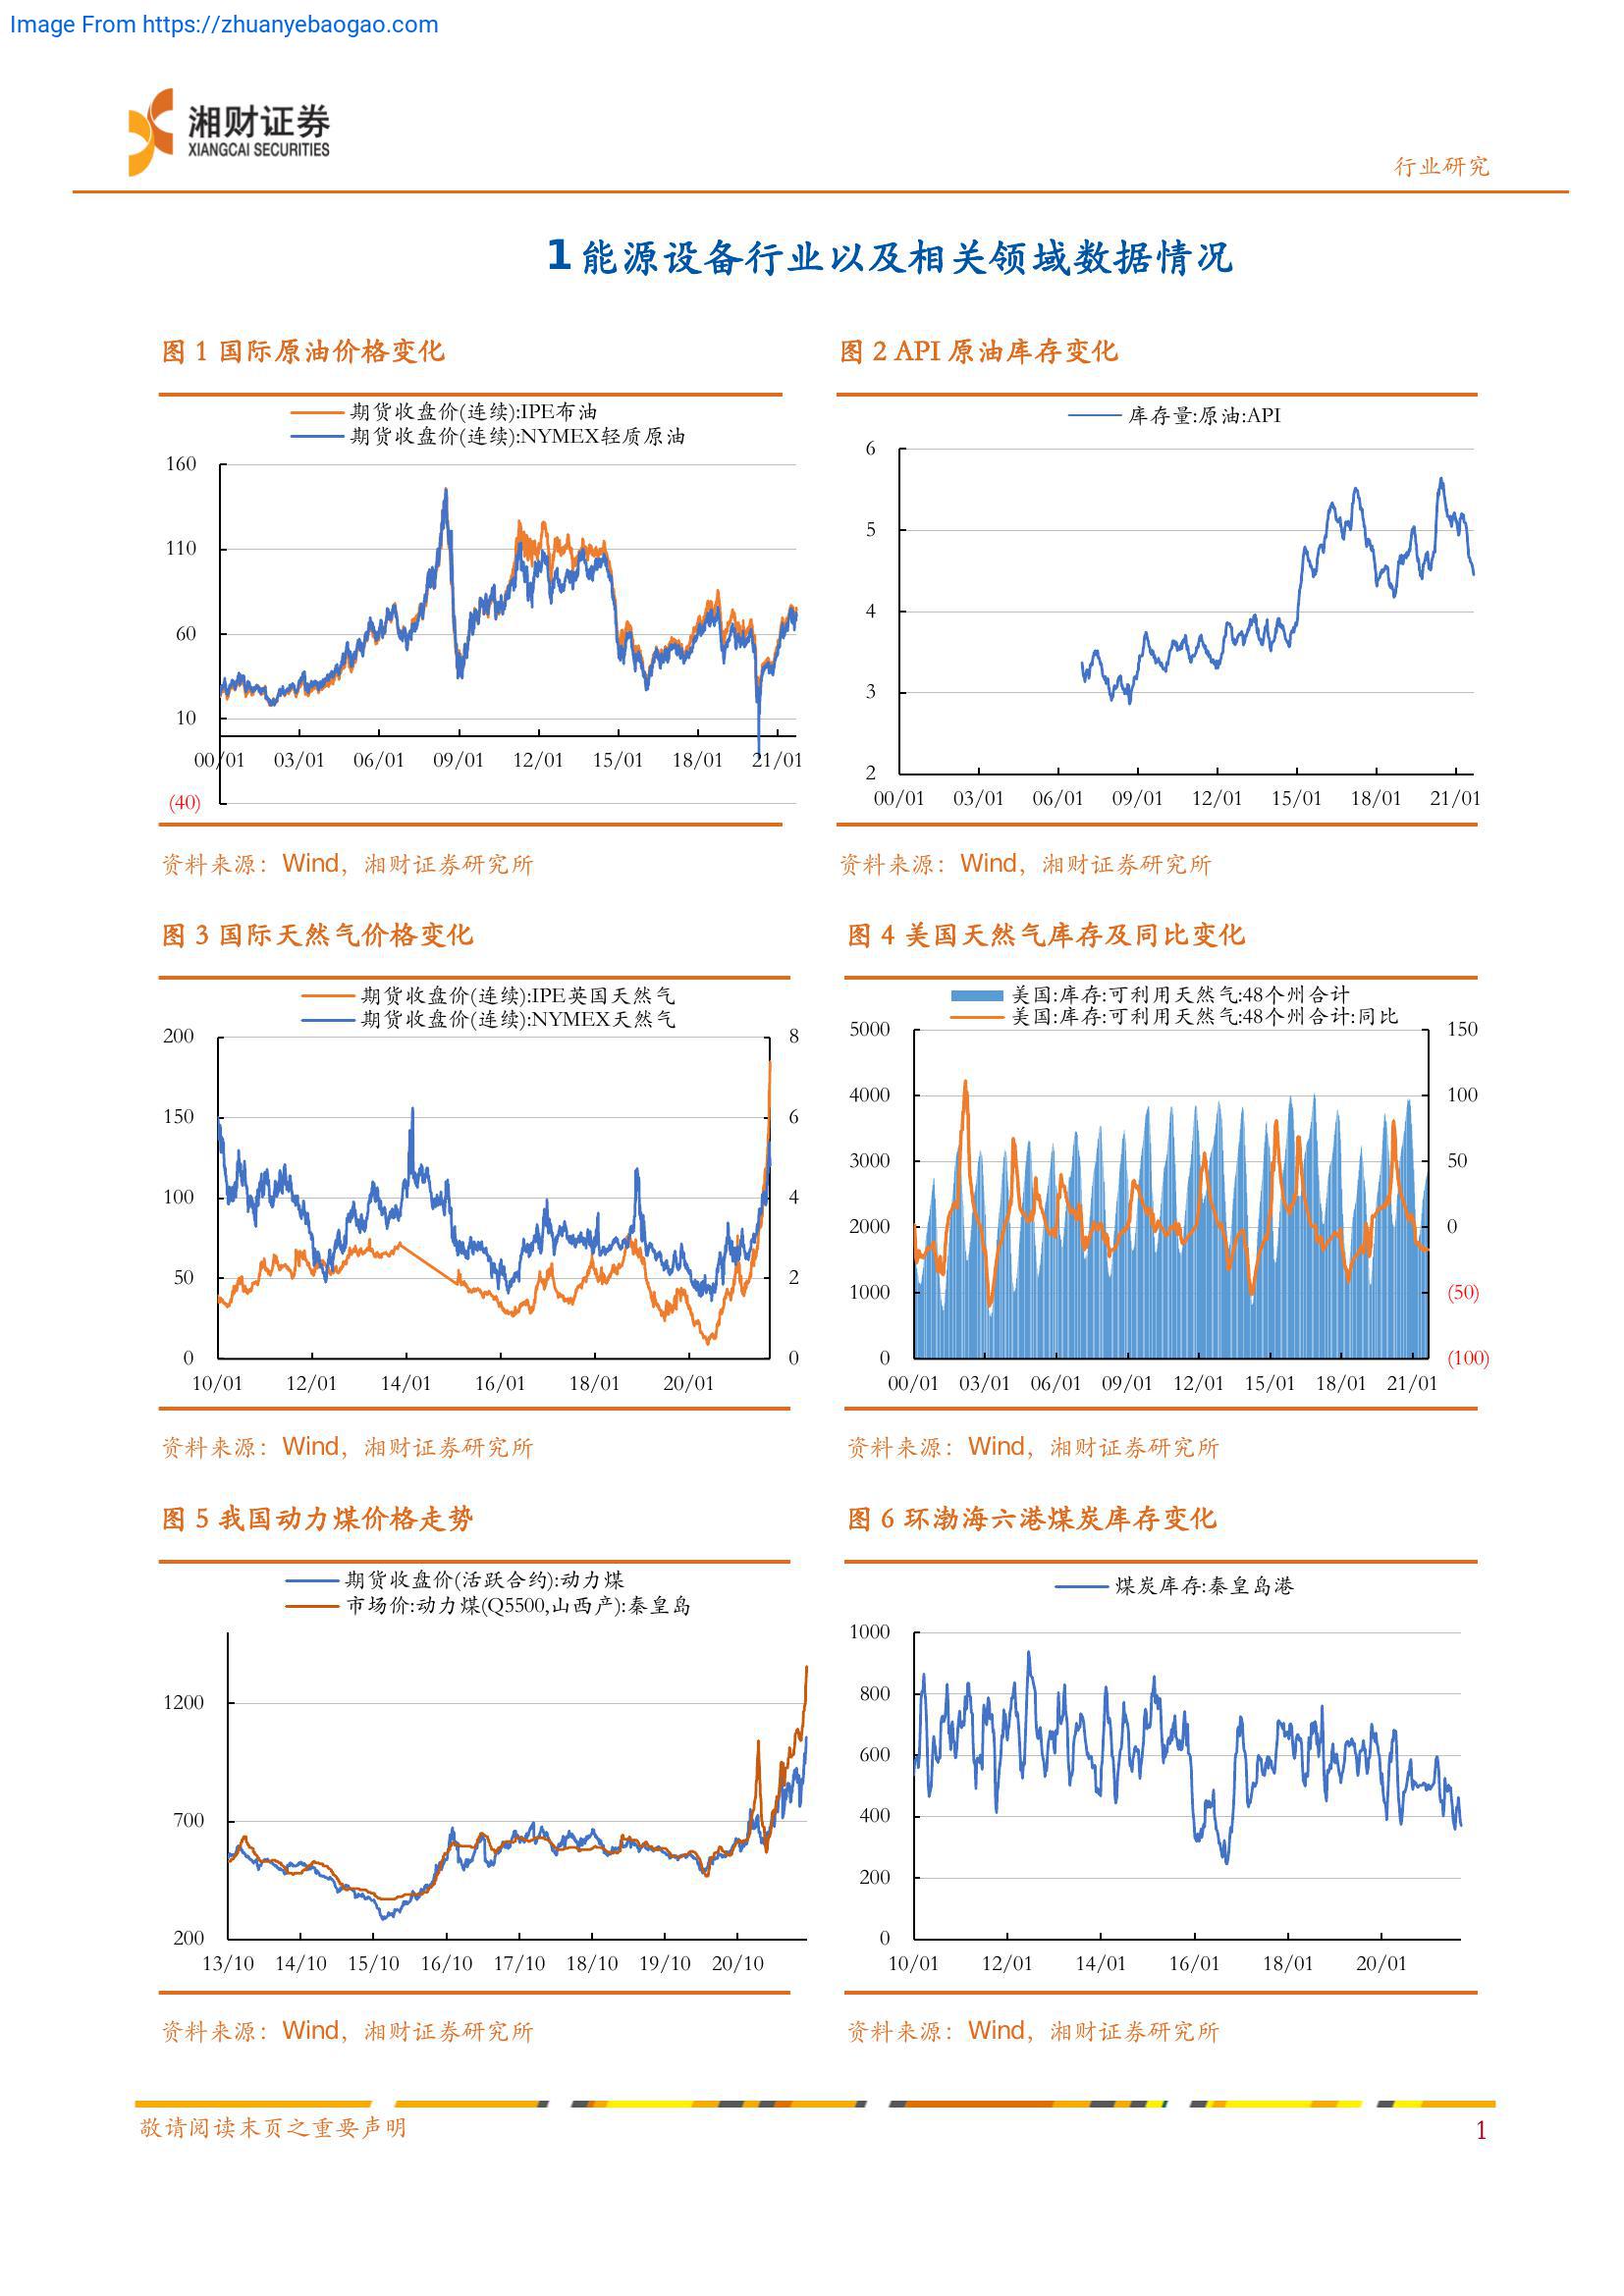 Image From https://zhuanyebaogao.com
湘财证券
XIANGCAI SECURITIES
行业研究
1 能源设备行业以及相关领域数据情况
图 1 国际原油价格变化
期货收盘价(连续):IPE布油
期货收盘价(连续):NYMEX轻质原油
160
110
60
10
(40)
00/01 03/01 06/01 09/01 12/01 15/01 18/01 21/01
资料来源：Wind，湘财证券研究所
图 2 API 原油库存变化
库存量:原油:API
6
5
4
3
2
00/01 03/01 06/01 09/01 12/01 15/01 18/01 21/01
资料来源：Wind，湘财证券研究所
图 3 国际天然气价格变化
期货收盘价(连续):IPE英国天然气
期货收盘价(连续):NYMEX天然气
200 8
150 6
100 4
50 2
0 0
10/01 12/01 14/01 16/01 18/01 20/01
资料来源：Wind，湘财证券研究所
图 4 美国天然气库存及同比变化
美国:库存:可利用天然气:48个州合计
美国:库存:可利用天然气:48个州合计:同比
5000 150
4000 100
3000 50
2000 0
1000 (50)
0 (100)
00/01 03/01 06/01 09/01 12/01 15/01 18/01 21/01
资料来源：Wind，湘财证券研究所
图 5 我国动力煤价格走势
期货收盘价(活跃合约):动力煤
市场价:动力煤(Q5500,山西产):秦皇岛
1200
700
200
13/10 14/10 15/10 16/10 17/10 18/10 19/10 20/10
资料来源：Wind，湘财证券研究所
图 6 环渤海六港煤炭库存变化
煤炭库存:秦皇岛港
1000
800
600
400
200
0
10/01 12/01 14/01 16/01 18/01 20/01
资料来源：Wind，湘财证券研究所
敬请阅读末页之重要声明
1